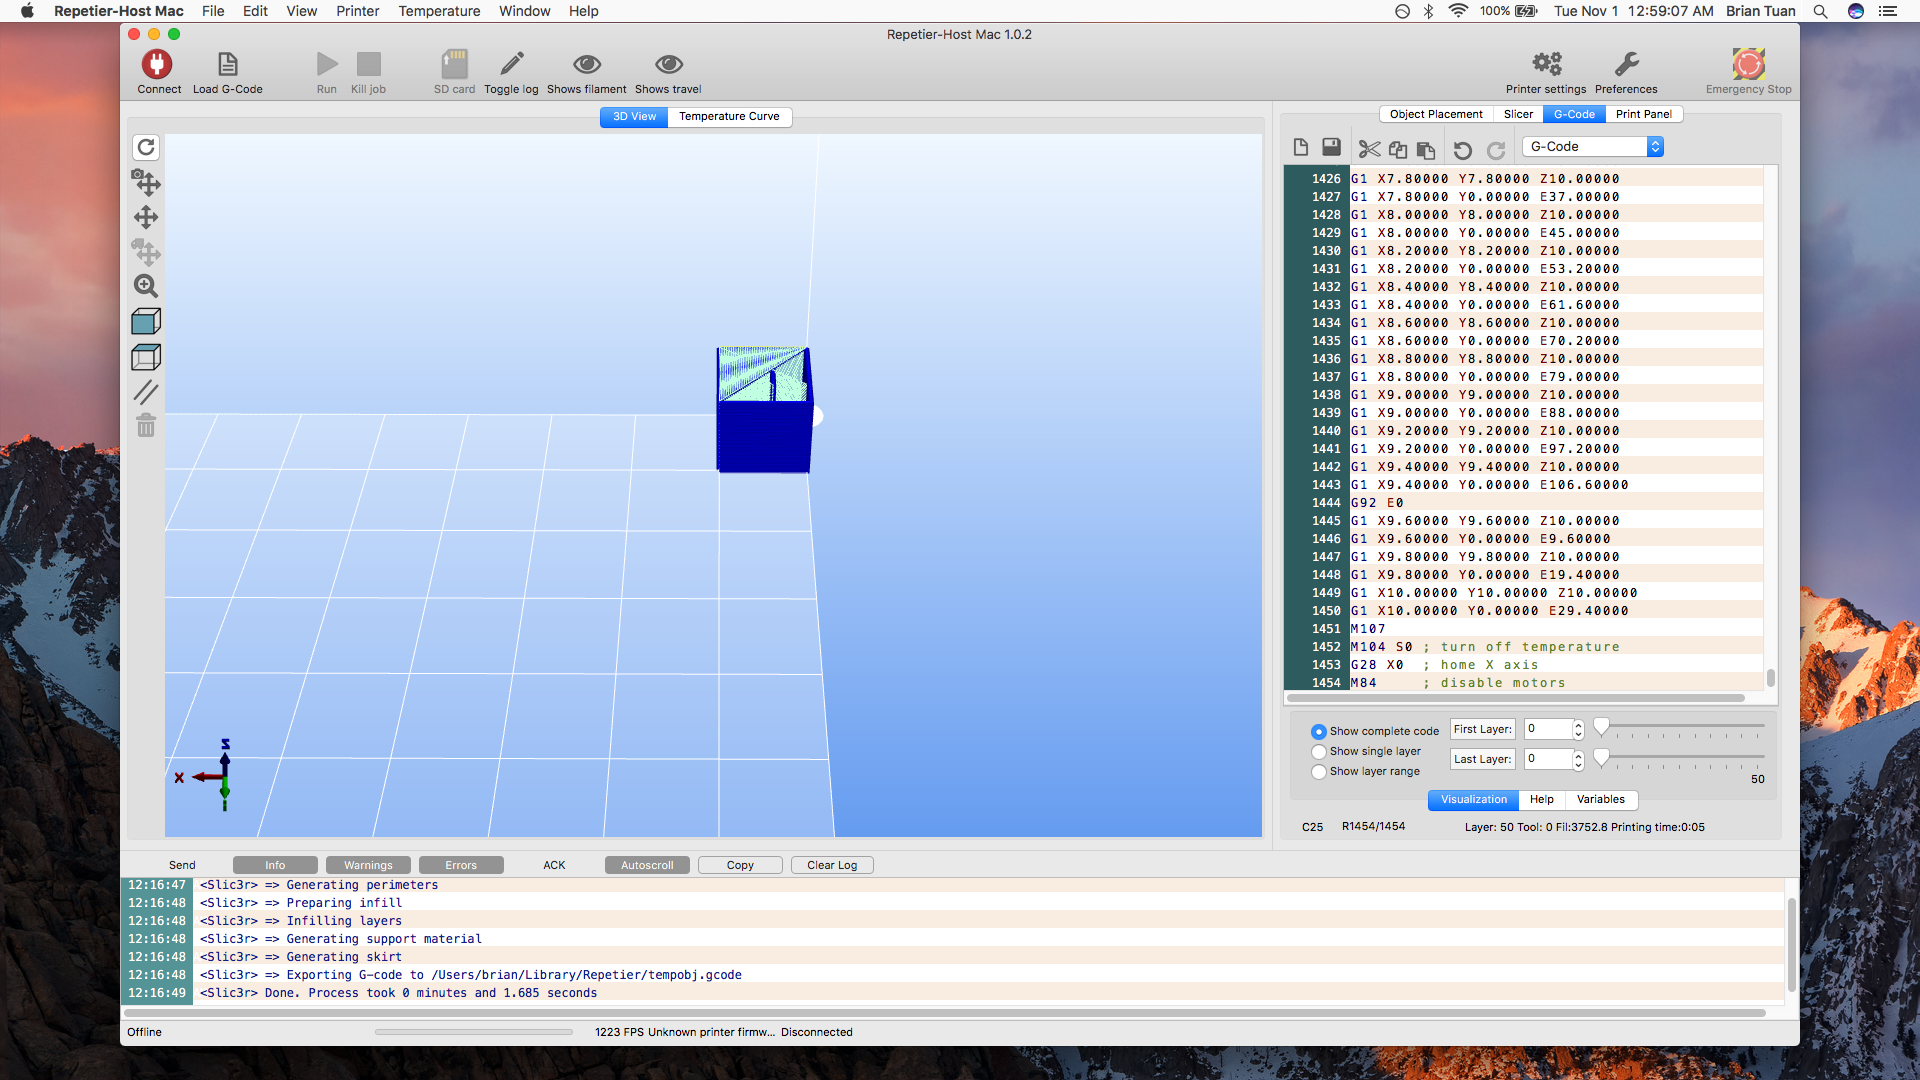 Repetier-Host Mac File Edit View Printer Temperature Window Help 100% Tue Nov 1 12:59:07 AM Brian Tuan
Repetier-Host Mac 1.0.2
Connect Load G-Code Run Kill job SD card Toggle log Shows filament Shows travel Printer settings Preferences Emergency Stop
3D View Temperature Curve
Object Placement Slicer G-Code Print Panel
G-Code
1426 G1 X7.80000 Y7.80000 Z10.00000
1427 G1 X7.80000 Y0.00000 E37.00000
1428 G1 X8.00000 Y8.00000 Z10.00000
1429 G1 X8.00000 Y0.00000 E45.00000
1430 G1 X8.20000 Y8.20000 Z10.00000
1431 G1 X8.20000 Y0.00000 E53.20000
1432 G1 X8.40000 Y8.40000 Z10.00000
1433 G1 X8.40000 Y0.00000 E61.60000
1434 G1 X8.60000 Y8.60000 Z10.00000
1435 G1 X8.60000 Y0.00000 E70.20000
1436 G1 X8.80000 Y8.80000 Z10.00000
1437 G1 X8.80000 Y0.00000 E79.00000
1438 G1 X9.00000 Y9.00000 Z10.00000
1439 G1 X9.00000 Y0.00000 E88.00000
1440 G1 X9.20000 Y9.20000 Z10.00000
1441 G1 X9.20000 Y0.00000 E97.20000
1442 G1 X9.40000 Y9.40000 Z10.00000
1443 G1 X9.40000 Y0.00000 E106.60000
1444 G92 E0
1445 G1 X9.60000 Y9.60000 Z10.00000
1446 G1 X9.60000 Y0.00000 E9.60000
1447 G1 X9.80000 Y9.80000 Z10.00000
1448 G1 X9.80000 Y0.00000 E19.40000
1449 G1 X10.00000 Y10.00000 Z10.00000
1450 G1 X10.00000 Y0.00000 E29.40000
1451 M107
1452 M104 S0 ; turn off temperature
1453 G28 X0 ; home X axis
1454 M84 ; disable motors
Z
X
Show complete code First Layer: 0
Show single layer
Last Layer: 0
Show layer range
50
Visualization Help Variables
C25 R1454/1454 Layer: 50 Tool: 0 Fil:3752.8 Printing time:0:05
Send Info Warnings Errors ACK Autoscroll Copy Clear Log
12:16:47 <Slic3r> => Generating perimeters
12:16:48 <Slic3r> => Preparing infill
12:16:48 <Slic3r> => Infilling layers
12:16:48 <Slic3r> => Generating support material
12:16:48 <Slic3r> => Generating skirt
12:16:48 <Slic3r> => Exporting G-code to /Users/brian/Library/Repetier/tempobj.gcode
12:16:49 <Slic3r> Done. Process took 0 minutes and 1.685 seconds
Offline 1223 FPS Unknown printer firmw... Disconnected